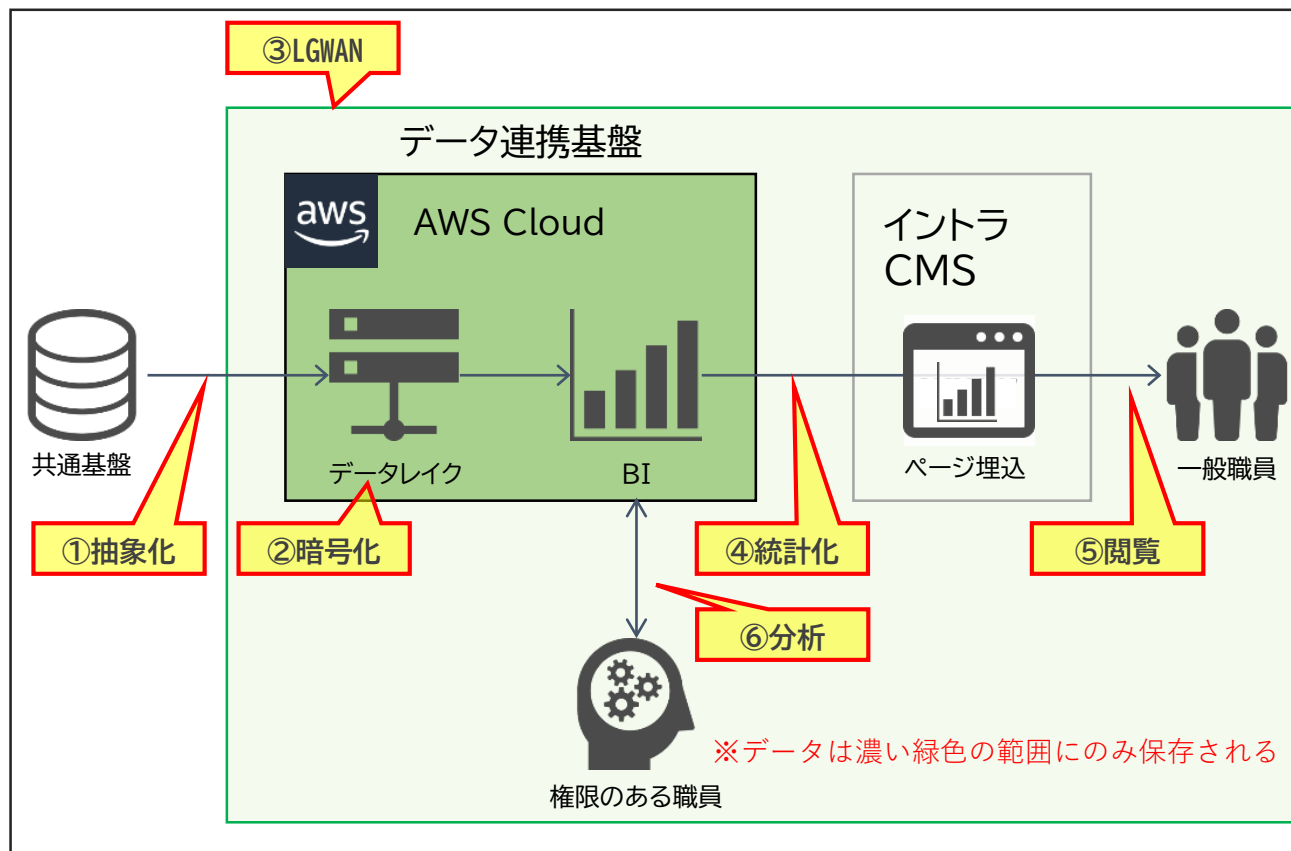 ③LGWAN
データ連携基盤
aws
AWS Cloud
イントラ
CMS
共通基盤
データレイク
BI
ページ埋込
一般職員
①抽象化
②暗号化
④統計化
⑤閲覧
⑥分析
※データは濃い緑色の範囲にのみ保存される
権限のある職員